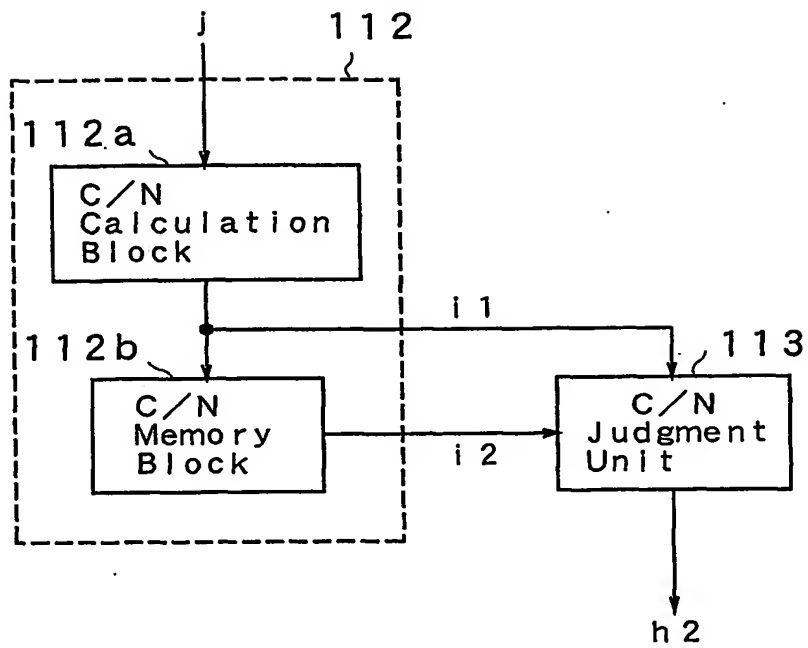 j
112
112a
C/N
Calculation
Block
i1
112b
113
C/N
Memory
Block
C/N
Judgment
Unit
i2
h2